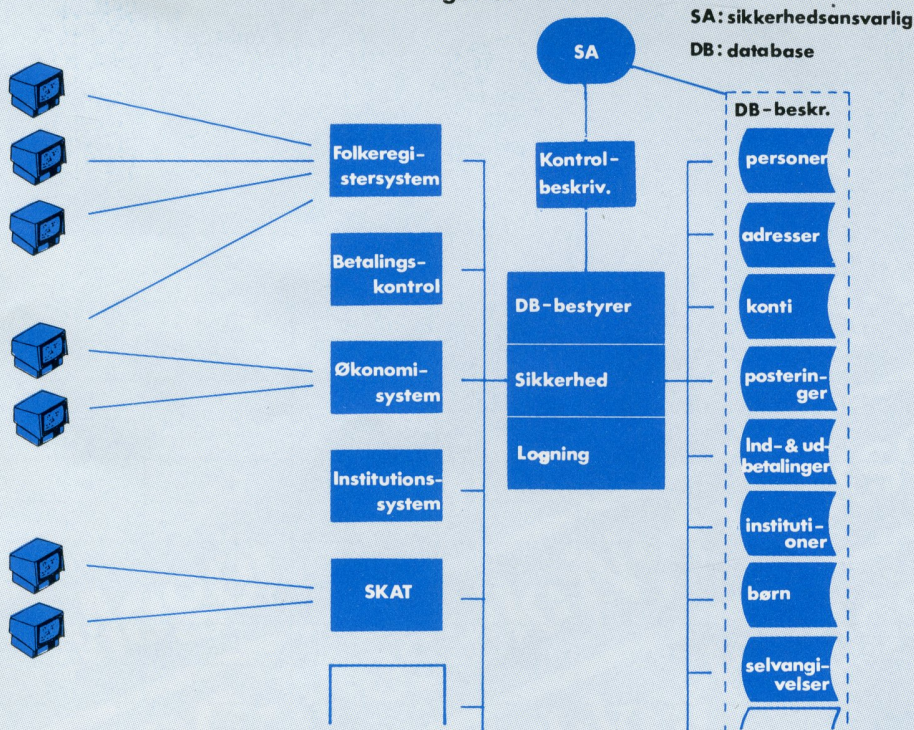 SA: sikkerhedsansvarlig
DB: database
SA
DB-beskr.
Folkeregi-
stersystem
Kontrol-
beskriv.
personer
Betalings-
kontrol
adresser
DB-bestyrer
konti
Økonomi-
system
Sikkerhed
posterin-
ger
Logning
Ind- & ud-
betalinger
Institutions-
system
instituti-
oner
SKAT
børn
selvangi-
velser